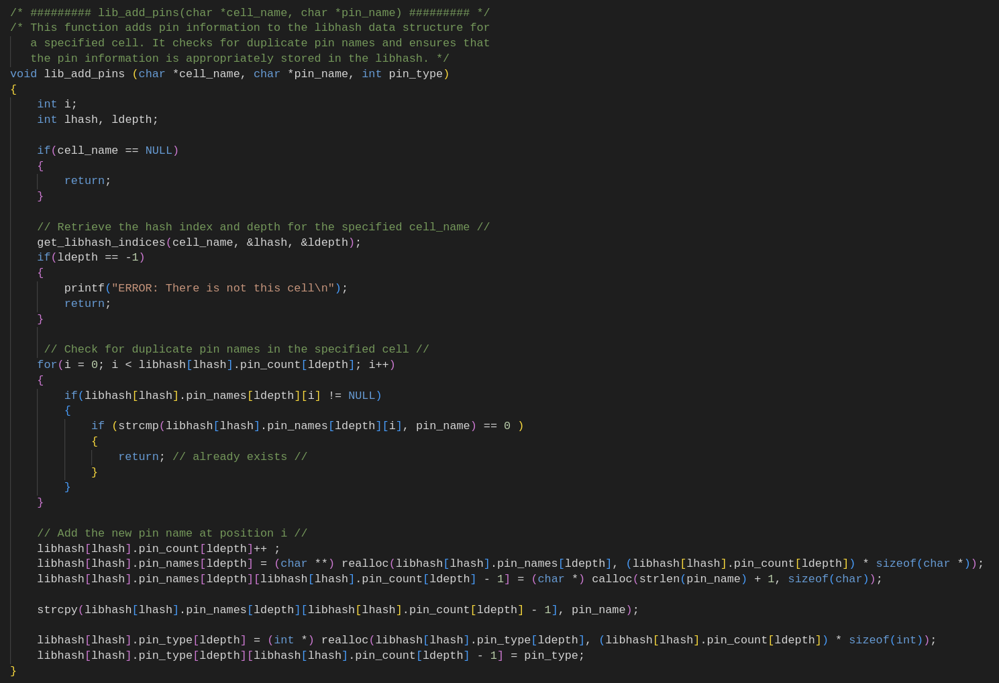 /* ######### lib_add_pins(char *cell_name, char *pin_name) ######### */
/* This function adds pin information to the libhash data structure for
   a specified cell. It checks for duplicate pin names and ensures that
   the pin information is appropriately stored in the libhash. */
void lib_add_pins (char *cell_name, char *pin_name, int pin_type)
{
    int i;
    int lhash, ldepth;

    if(cell_name == NULL)
    {
        return;
    }

    // Retrieve the hash index and depth for the specified cell_name //
    get_libhash_indices(cell_name, &lhash, &ldepth);
    if(ldepth == -1)
    {
        printf("ERROR: There is not this cell\n");
        return;
    }

     // Check for duplicate pin names in the specified cell //
    for(i = 0; i < libhash[lhash].pin_count[ldepth]; i++)
    {
        if(libhash[lhash].pin_names[ldepth][i] != NULL)
        {
            if (strcmp(libhash[lhash].pin_names[ldepth][i], pin_name) == 0 )
            {
                return; // already exists //
            }
        }
    }

    // Add the new pin name at position i //
    libhash[lhash].pin_count[ldepth]++ ;
    libhash[lhash].pin_names[ldepth] = (char **) realloc(libhash[lhash].pin_names[ldepth], (libhash[lhash].pin_count[ldepth]) * sizeof(char *));
    libhash[lhash].pin_names[ldepth][libhash[lhash].pin_count[ldepth] - 1] = (char *) calloc(strlen(pin_name) + 1, sizeof(char));

    strcpy(libhash[lhash].pin_names[ldepth][libhash[lhash].pin_count[ldepth] - 1], pin_name);

    libhash[lhash].pin_type[ldepth] = (int *) realloc(libhash[lhash].pin_type[ldepth], (libhash[lhash].pin_count[ldepth]) * sizeof(int));
    libhash[lhash].pin_type[ldepth][libhash[lhash].pin_count[ldepth] - 1] = pin_type;
}